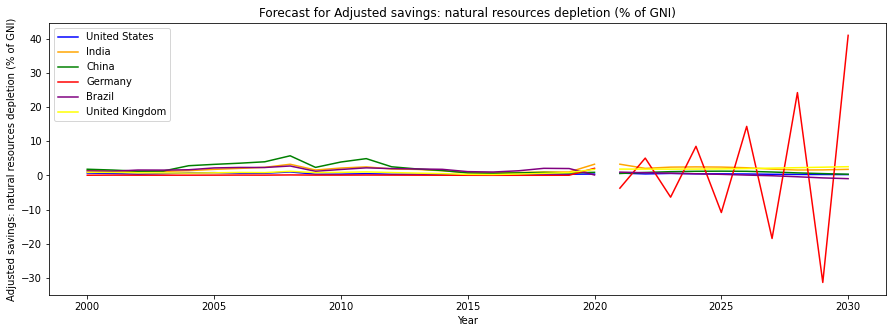 Forecast for Adjusted savings: natural resources depletion (% of GNI)
Adjusted savings: natural resources depletion (% of GNI)
United States
India
China
Germany
Brazil
United Kingdom
40
30
20
10
0
−10
−20
−30
2000 2005 2010 2015 2020 2025 2030
Year